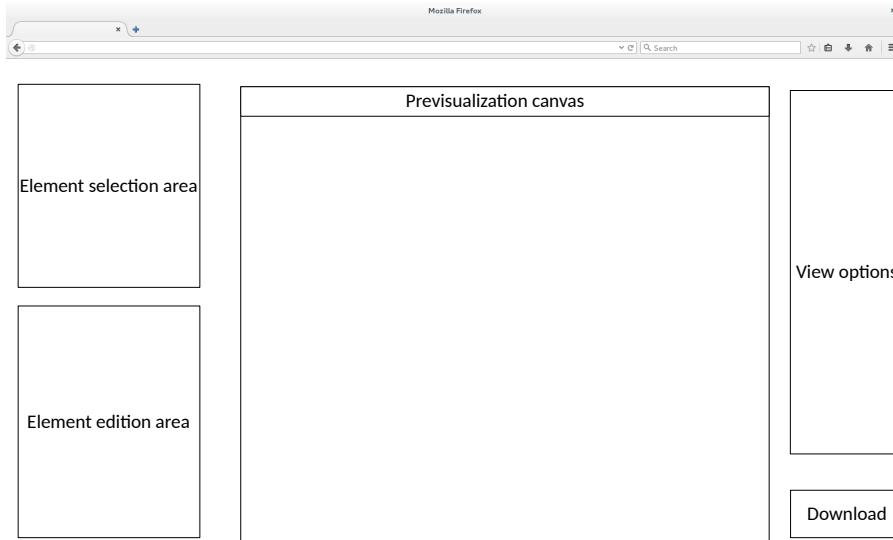 Mozilla Firefox
Search
Previsualization canvas
Element selection area
View options
Element edition area
Download